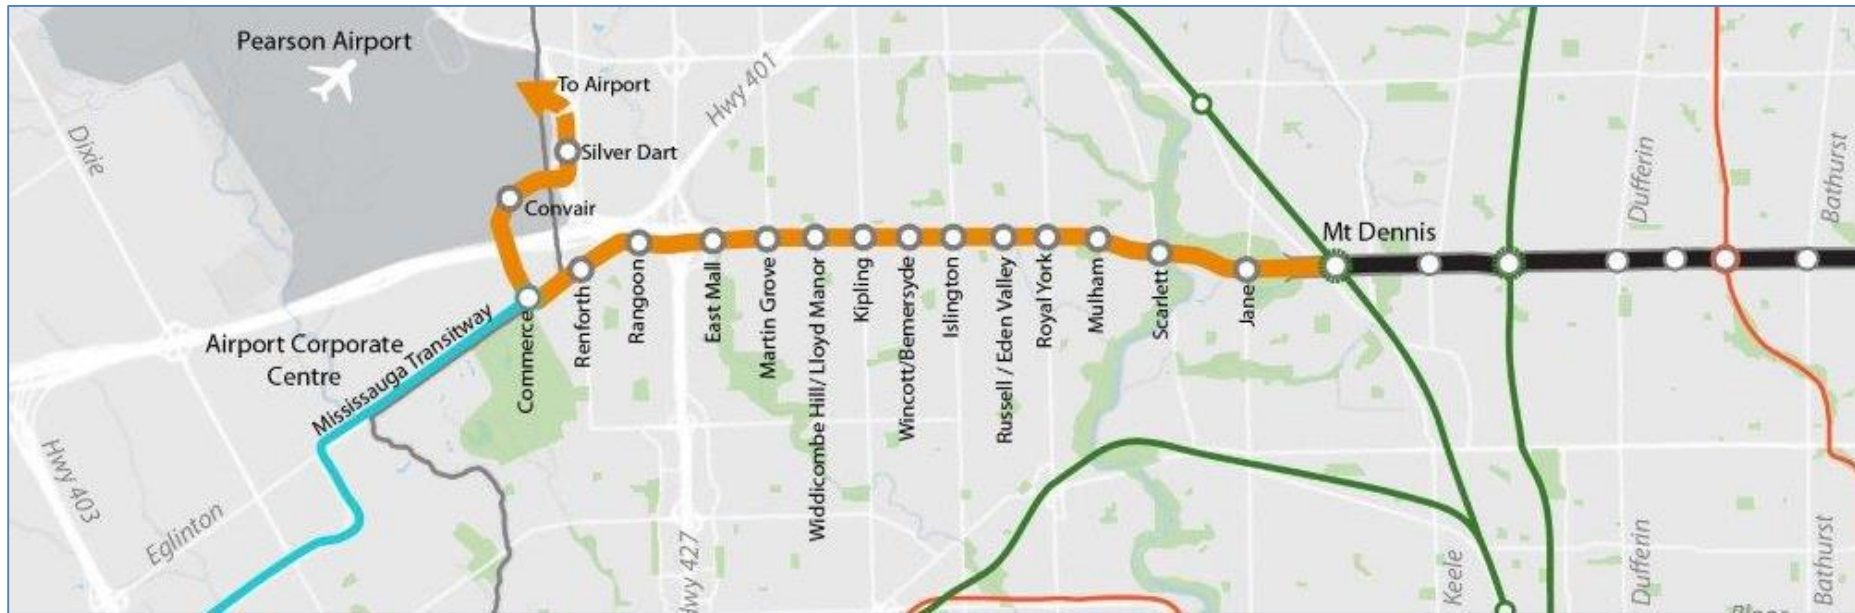 Pearson Airport
To Airport
Hwy 401
Dixie
Silver Dart
Dufferin
Bathurst
Convair
Mt Dennis
Commerce
Renforth
Rangoon
East Mall
Martin Grove
Widdicombe Hill/ Lloyd Manor
Kipling
Wincott/Bemersyde
Islington
Russell / Eden Valley
Royal York
Mulham
Scarlett
Jane
Airport Corporate
Centre
Mississauga Transitway
Hwy 403
Eglinton
Hwy 427
Keele
Dufferin
Bathurst